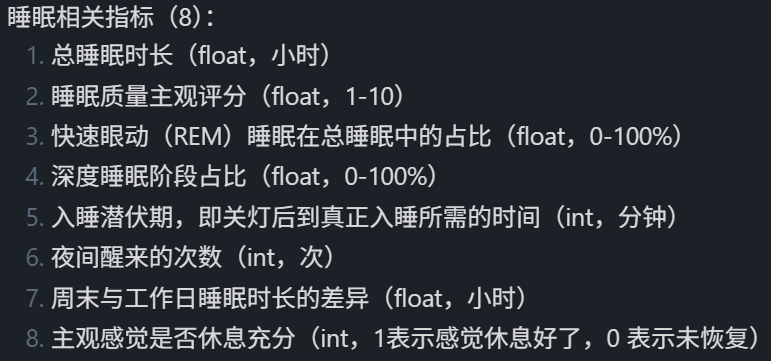 睡眠相关指标（8）：
1. 总睡眠时长（float，小时）
2. 睡眠质量主观评分（float，1-10）
3. 快速眼动（REM）睡眠在总睡眠中的占比（float，0-100%）
4. 深度睡眠阶段占比（float，0-100%）
5. 入睡潜伏期，即关灯后到真正入睡所需的时间（int，分钟）
6. 夜间醒来的次数（int，次）
7. 周末与工作日睡眠时长的差异（float，小时）
8. 主观感觉是否休息充分（int，1表示感觉休息好了，0 表示未恢复）